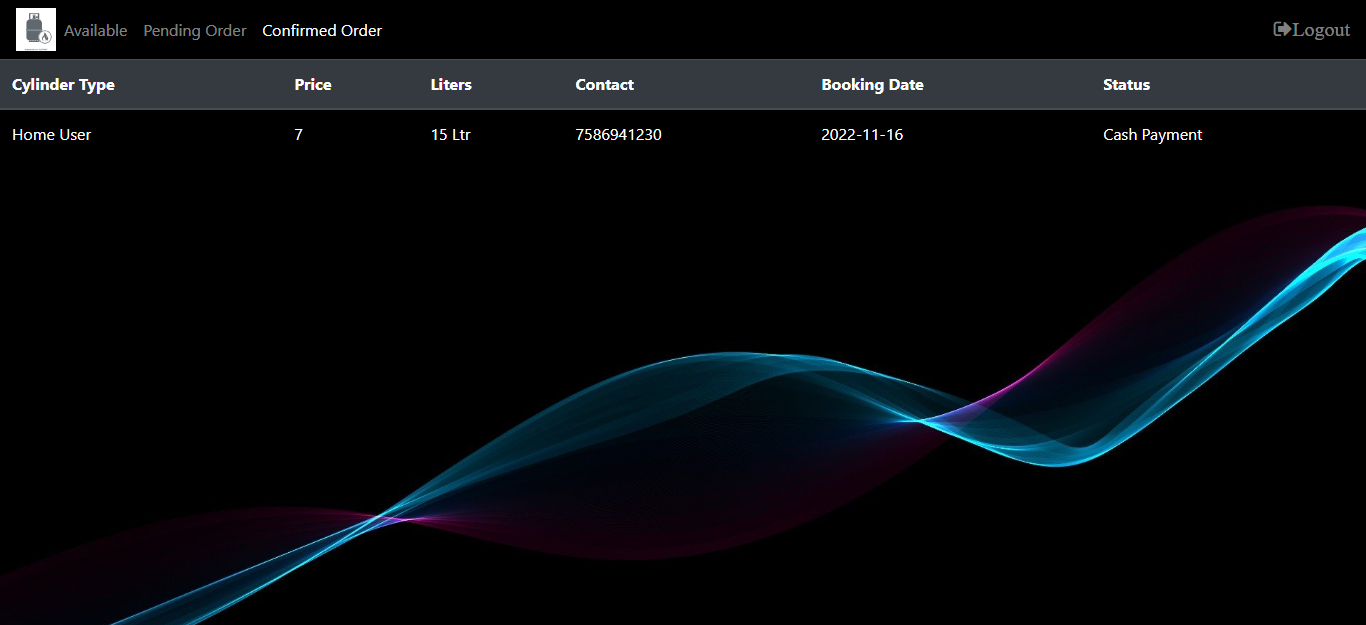 Available Pending Order Confirmed Order Logout
Cylinder Type Price Liters Contact Booking Date Status
Home User 7 15 Ltr 7586941230 2022-11-16 Cash Payment